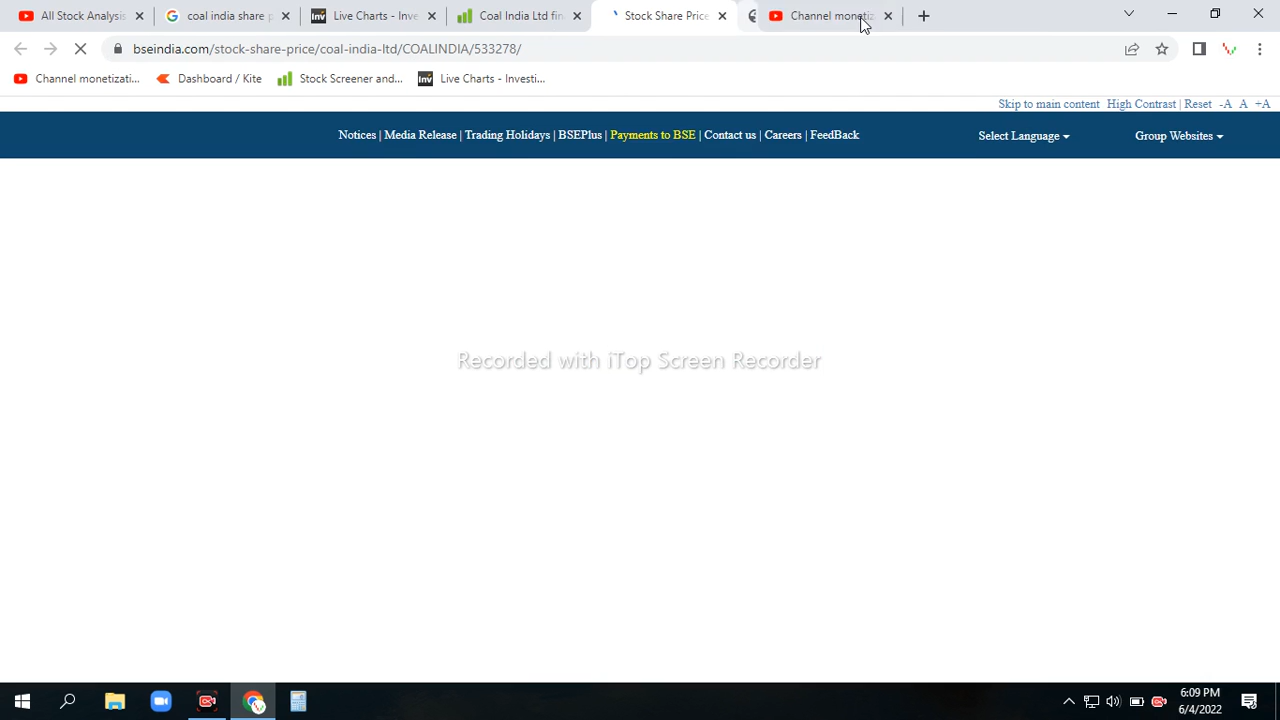 All Stock Analysis
coal india share p
Live Charts - Inve
Coal India Ltd fin
Stock Share Price
Channel monetiz
bseindia.com/stock-share-price/coal-india-ltd/COALINDIA/533278/
Channel monetizati...
Dashboard / Kite
Stock Screener and...
Inv Live Charts - Investi...
Skip to main content High Contrast | Reset -A A +A
Notices | Media Release | Trading Holidays | BSEPlus | Payments to BSE | Contact us | Careers | FeedBack
Select Language
Group Websites
Recorded with iTop Screen Recorder
6:09 PM
6/4/2022